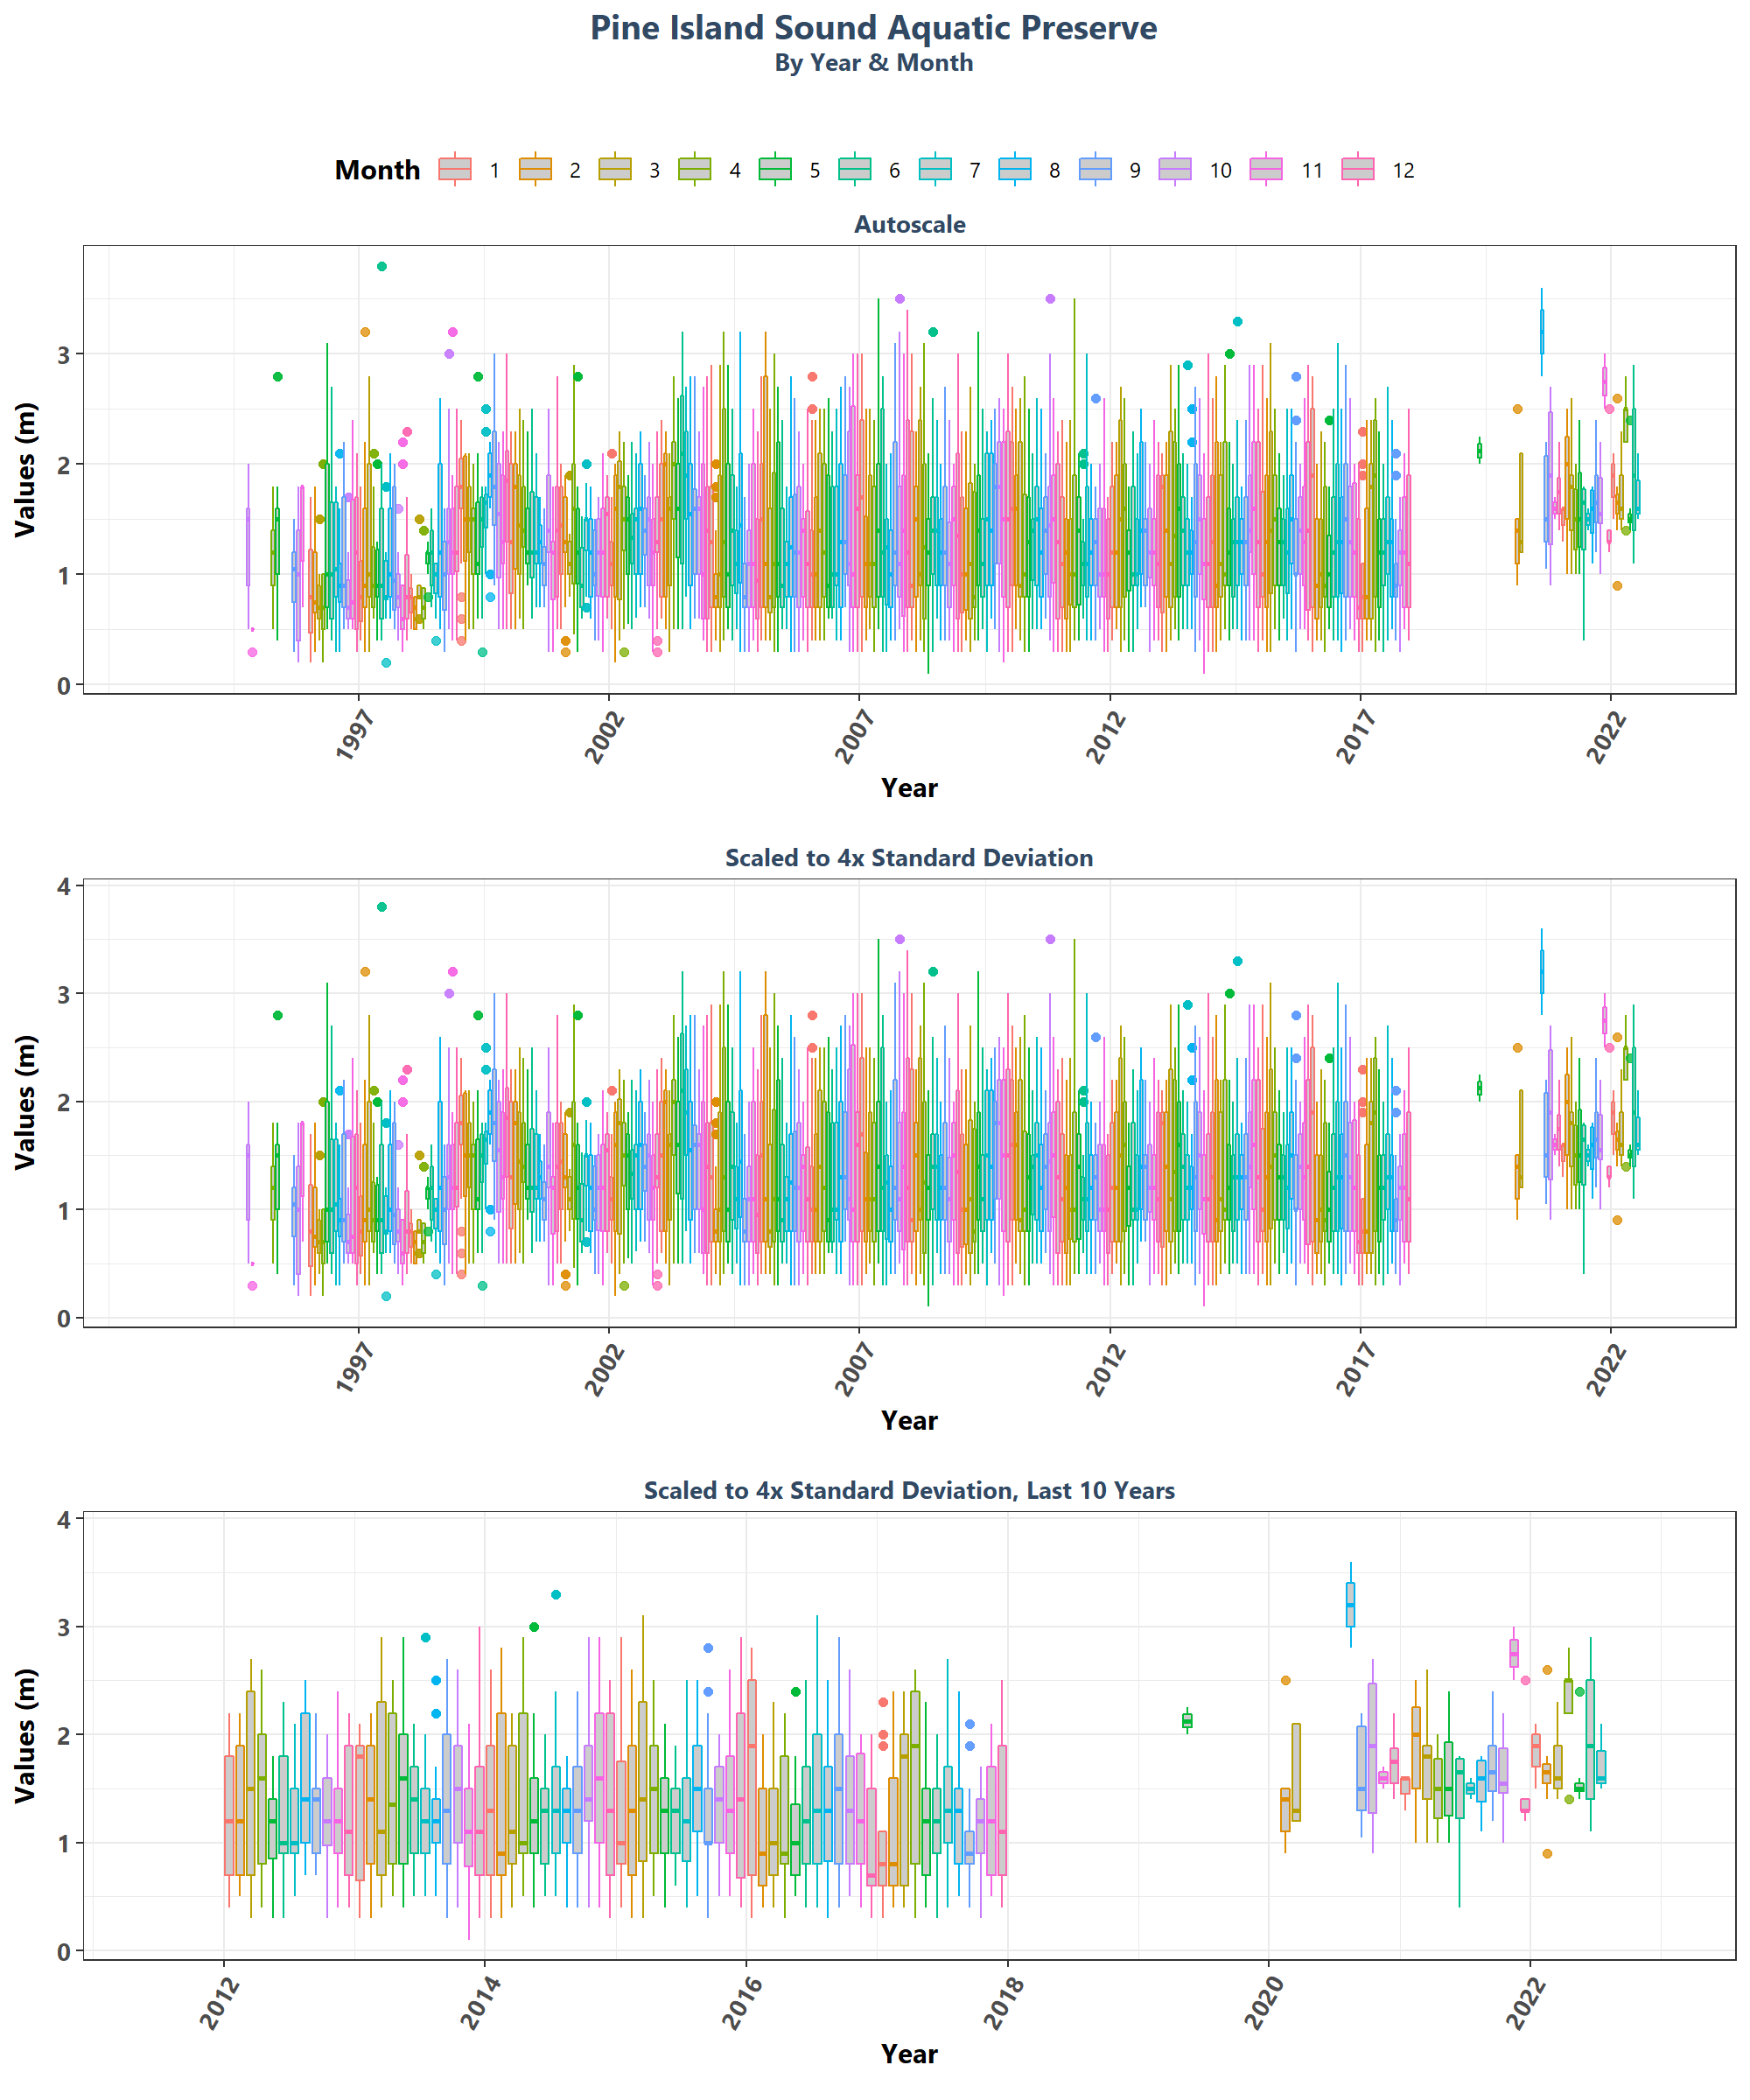 Pine Island Sound Aquatic Preserve
By Year & Month
Month 1 2 3 4 5 6 7 8 9 10 11 12
Autoscale
Values (m)
3
2
1
0
1997 2002 2007 2012 2017 2022
Year
Scaled to 4x Standard Deviation
Values (m)
4
3
2
1
0
1997 2002 2007 2012 2017 2022
Year
Scaled to 4x Standard Deviation, Last 10 Years
Values (m)
4
3
2
1
0
2012 2014 2016 2018 2020 2022
Year